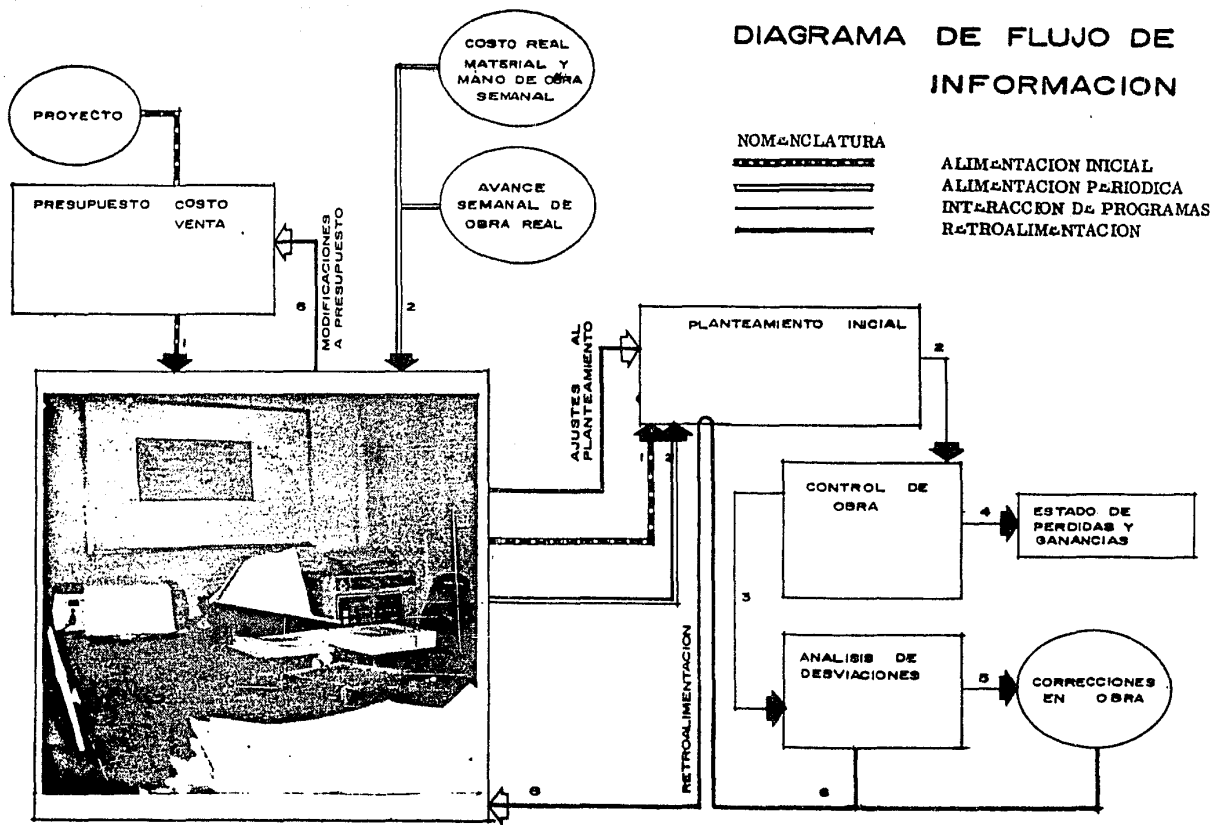 DIAGRAMA DE FLUJO DE
INFORMACION
NOMENCLATURA
ALIMENTACION INICIAL
ALIMENTACION PERIODICA
INTERACCION DE PROGRAMAS
RETROALIMENTACION
COSTO REAL
MATERIAL Y
MANO DE OBRA
SEMANAL
PROYECTO
AVANCE
SEMANAL DE
OBRA REAL
PRESUPUESTO COSTO
VENTA
MODIFICACIONES
A PRESUPUESTO
6
2
1
PLANTEAMIENTO INICIAL
2
AJUSTES AL
PLANTEAMIENTO
1
2
CONTROL DE
OBRA
4
ESTADO DE
PERDIDAS Y
GANANCIAS
3
ANALISIS DE
DESVIACIONES
5
CORRECCIONES
EN OBRA
RETROALIMENTACION
6
6